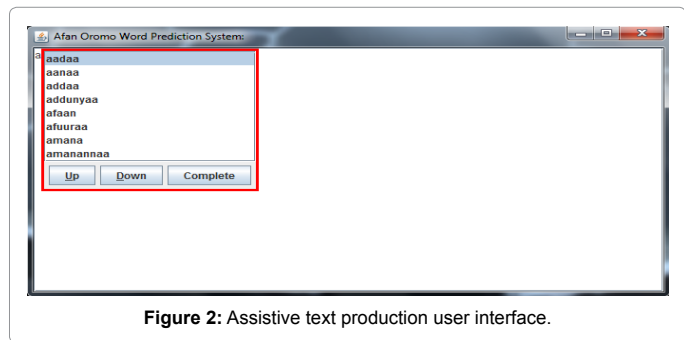 Afan Oromo Word Prediction System:
a
aadaa
aanaa
addaa
addunyaa
afaan
afuuraa
amana
amanannaa
Up Down Complete
Figure 2: Assistive text production user interface.